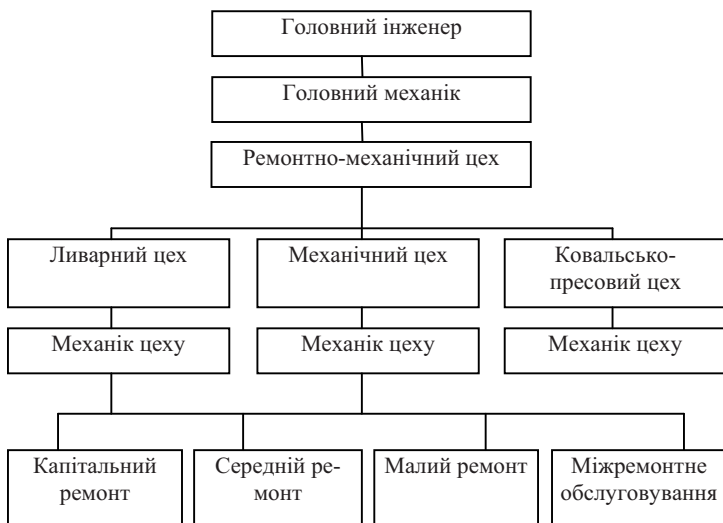 Головний інженер
Головний механік
Ремонтно-механічний цех
Ливарний цех
Механічний цех
Ковальсько-
пресовий цех
Механік цеху
Механік цеху
Механік цеху
Капітальний
ремонт
Середній ре-
монт
Малий ремонт
Міжремонтне
обслуговування